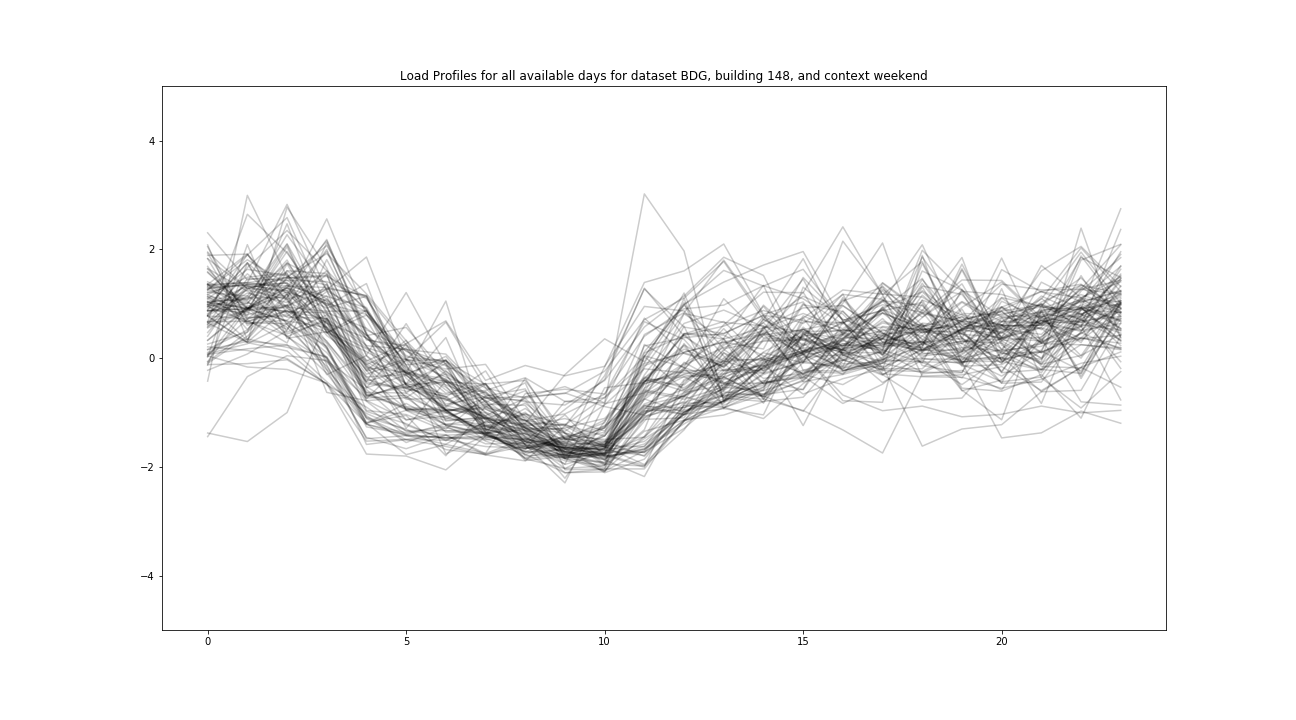 Load Profiles for all available days for dataset BDG, building 148, and context weekend
4
2
0
−2
−4
0 5 10 15 20